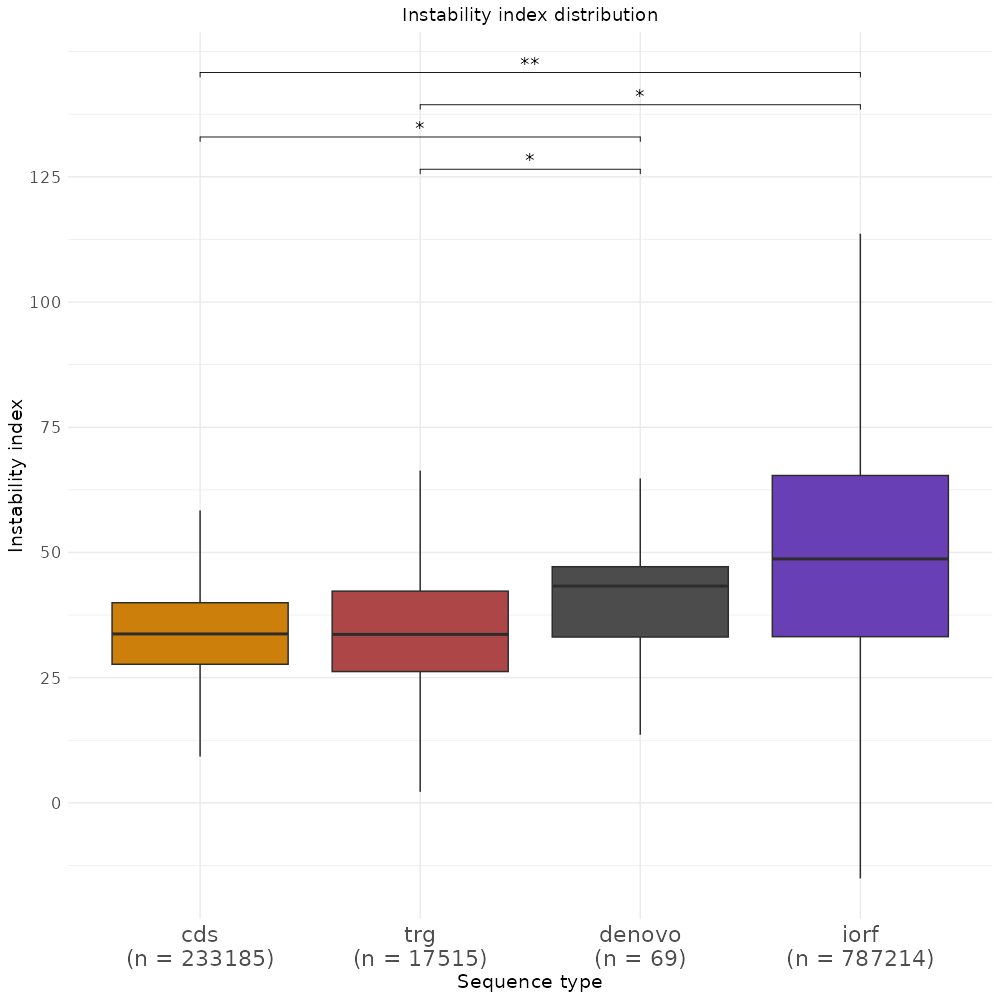 Instability index distribution
**
*
*
*
125
100
75
50
25
0
Instability index
cds
(n = 233185)
trg
(n = 17515)
denovo
(n = 69)
iorf
(n = 787214)
Sequence type